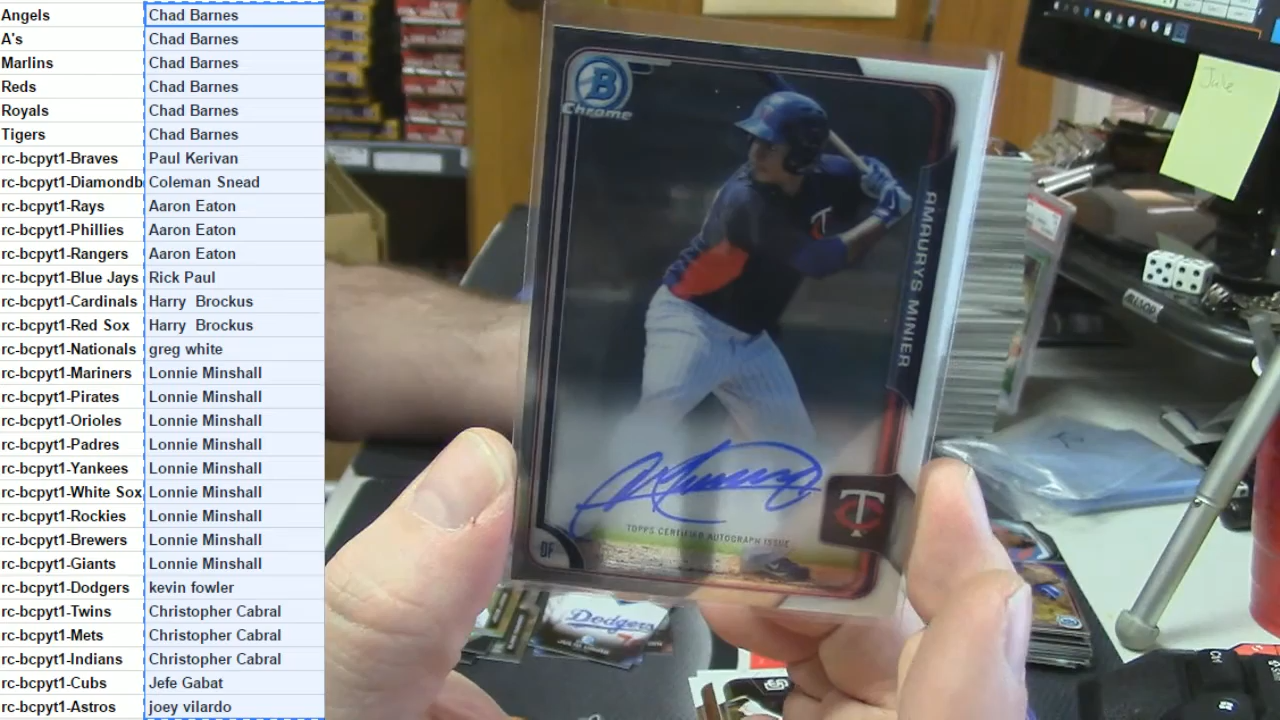 Angels Chad Barnes
A's Chad Barnes
Marlins Chad Barnes
Reds Chad Barnes
Royals Chad Barnes
Tigers Chad Barnes
rc-bcpyt1-Braves Paul Kerivan
rc-bcpyt1-Diamondb Coleman Snead
rc-bcpyt1-Rays Aaron Eaton
rc-bcpyt1-Phillies Aaron Eaton
rc-bcpyt1-Rangers Aaron Eaton
rc-bcpyt1-Blue Jays Rick Paul
rc-bcpyt1-Cardinals Harry  Brockus
rc-bcpyt1-Red Sox Harry  Brockus
rc-bcpyt1-Nationals greg white
rc-bcpyt1-Mariners Lonnie Minshall
rc-bcpyt1-Pirates Lonnie Minshall
rc-bcpyt1-Orioles Lonnie Minshall
rc-bcpyt1-Padres Lonnie Minshall
rc-bcpyt1-Yankees Lonnie Minshall
rc-bcpyt1-White Sox Lonnie Minshall
rc-bcpyt1-Rockies Lonnie Minshall
rc-bcpyt1-Brewers Lonnie Minshall
rc-bcpyt1-Giants Lonnie Minshall
rc-bcpyt1-Dodgers kevin fowler
rc-bcpyt1-Twins Christopher Cabral
rc-bcpyt1-Mets Christopher Cabral
rc-bcpyt1-Indians Christopher Cabral
rc-bcpyt1-Cubs Jefe Gabat
rc-bcpyt1-Astros joey vilardo
B
Chrome
T
AMAURYS MINIER
TC
TOPPS CERTIFIED AUTOGRAPH ISSUE
OF
Dodgers
ALLSOP
Ctrl